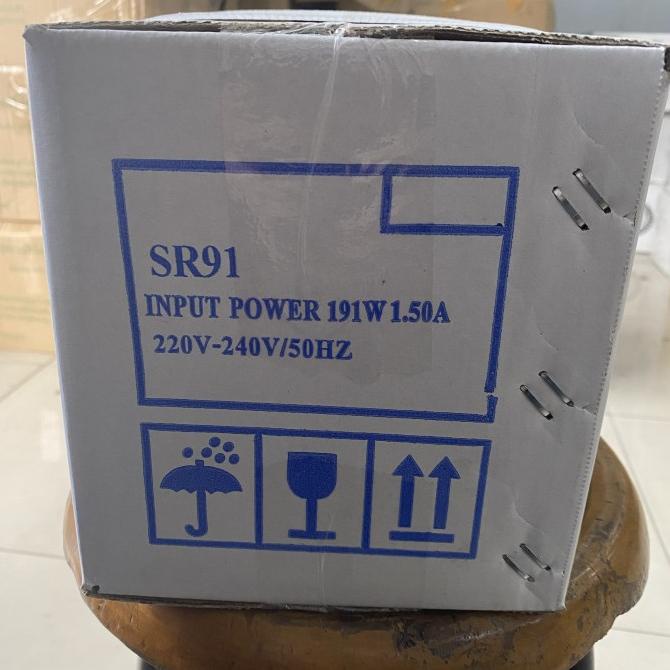 SR91
INPUT POWER 191W 1.50A
220V-240V/50HZ